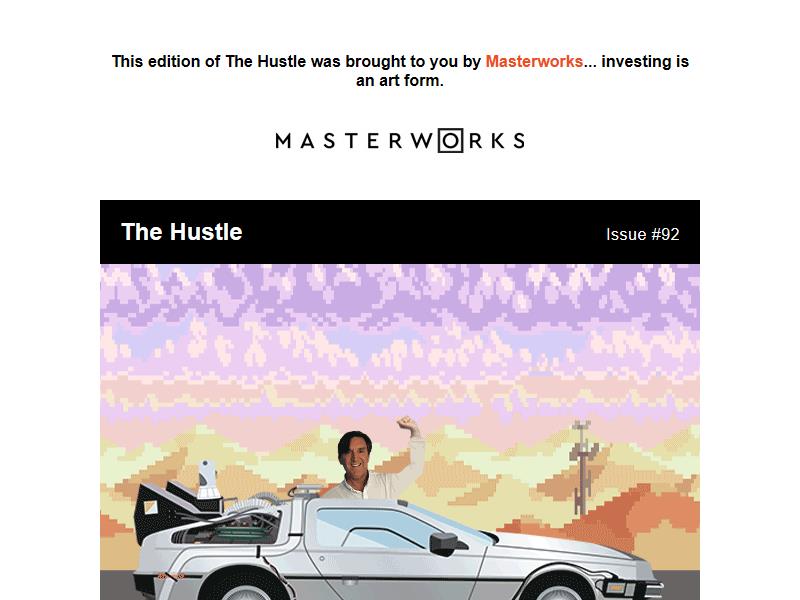 This edition of The Hustle was brought to you by Masterworks... investing is
an art form.
MASTERWORKS
The Hustle
Issue #92